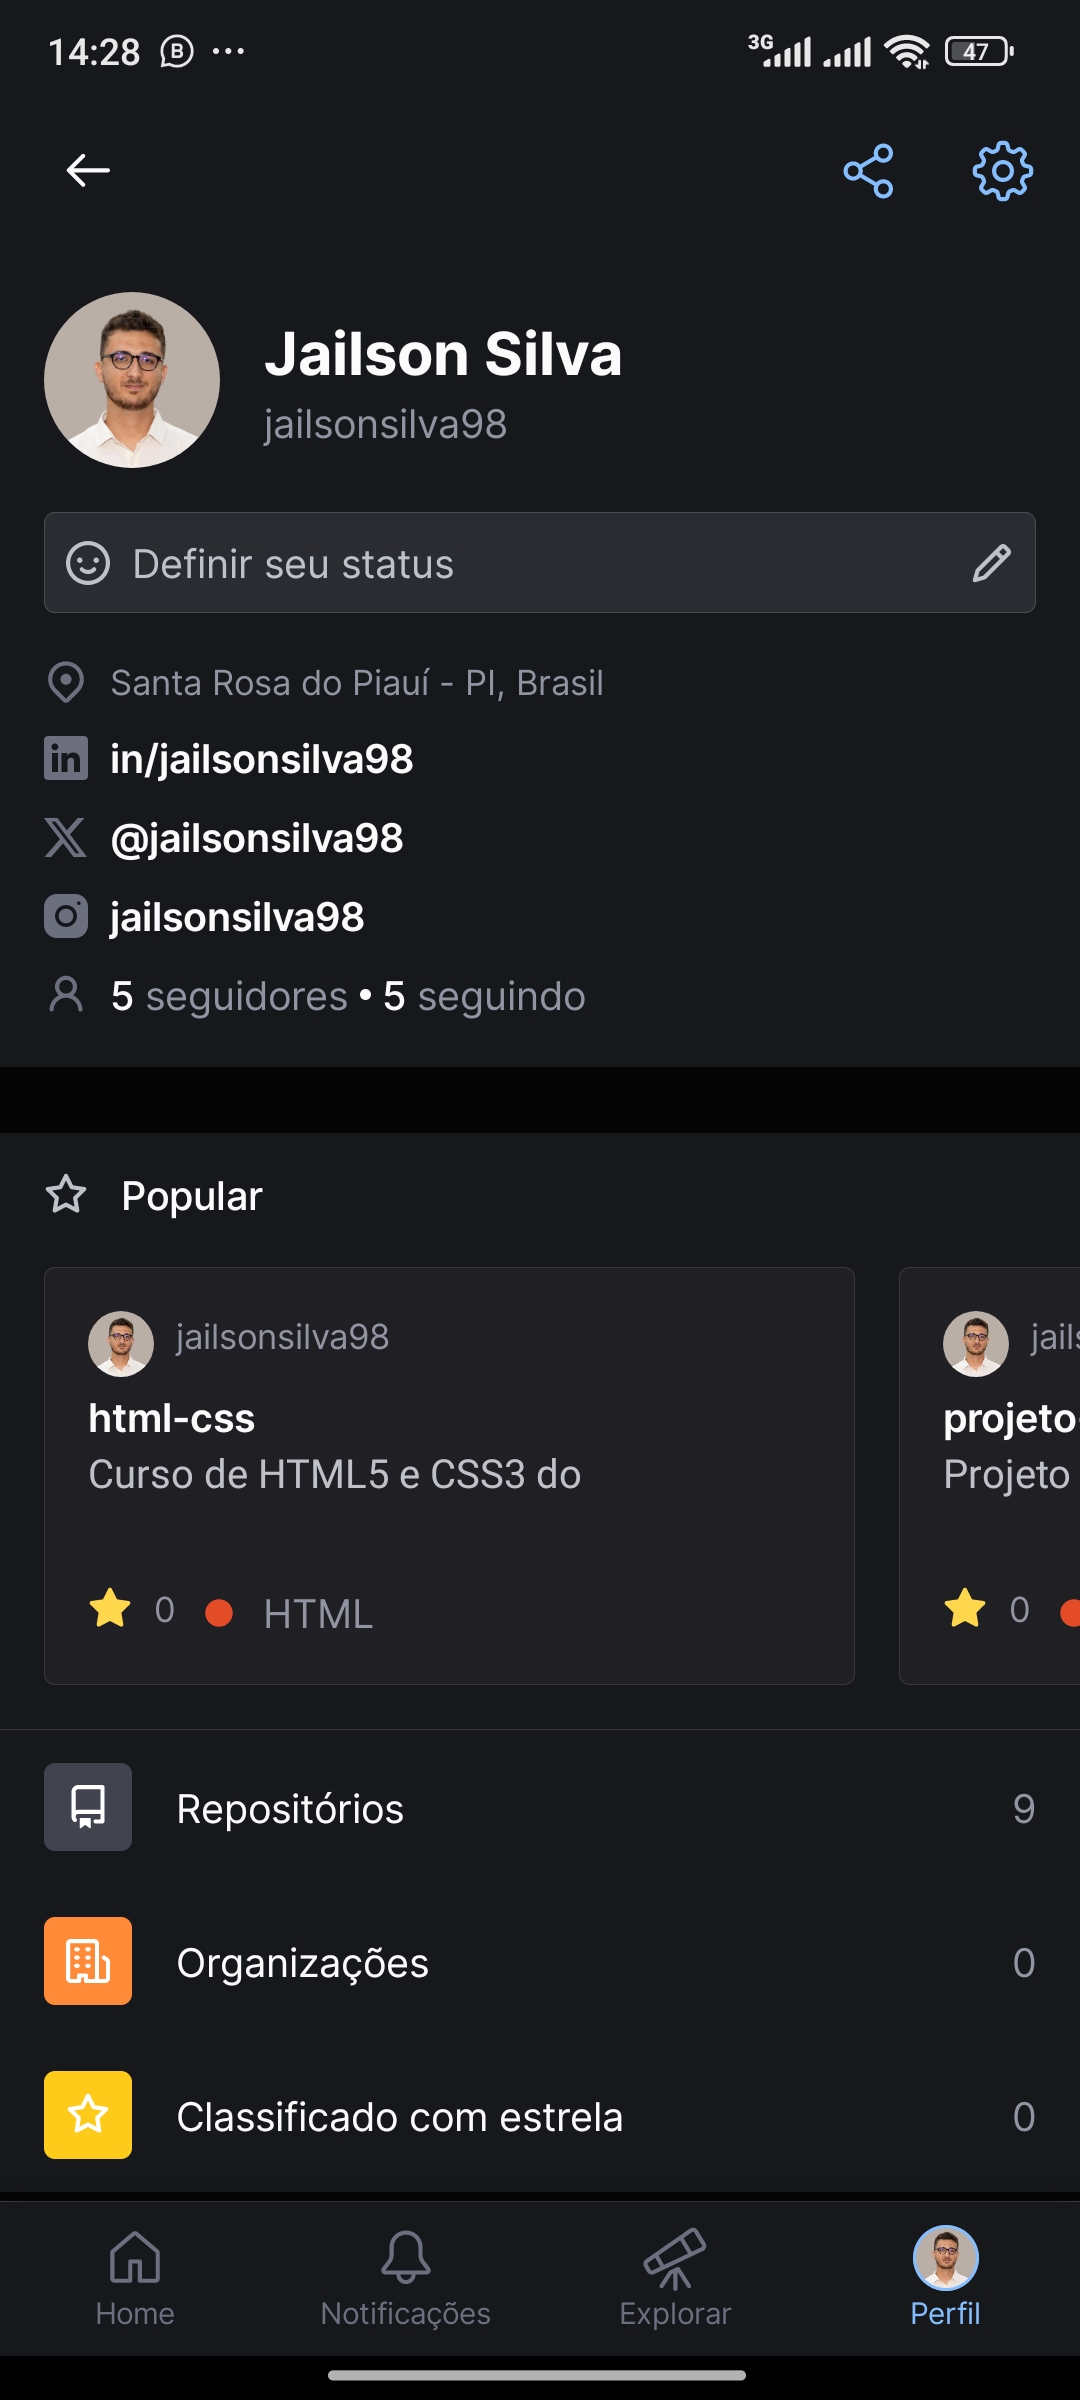 14:28
3G
47
Jailson Silva
jailsonsilva98
Definir seu status
Santa Rosa do Piauí - PI, Brasil
in/jailsonsilva98
@jailsonsilva98
jailsonsilva98
5 seguidores • 5 seguindo
Popular
jailsonsilva98
html-css
Curso de HTML5 e CSS3 do
0 HTML
jails
projeto-
Projeto
0
Repositórios 9
Organizações 0
Classificado com estrela 0
Home
Notificações
Explorar
Perfil